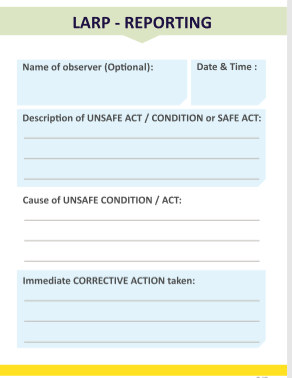 LARP - REPORTING
Name of observer (Optional):
Date & Time :
Description of UNSAFE ACT / CONDITION or SAFE ACT:
Cause of UNSAFE CONDITION / ACT:
Immediate CORRECTIVE ACTION taken: